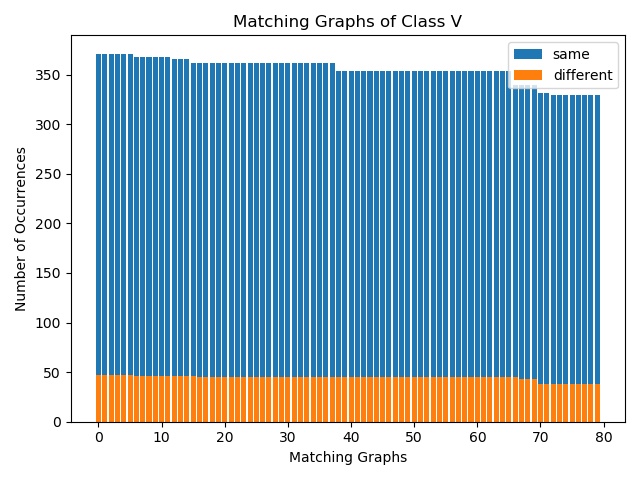 Matching Graphs of Class V
same
different
Number of Occurrences
350
300
250
200
150
100
50
0
0 10 20 30 40 50 60 70 80
Matching Graphs